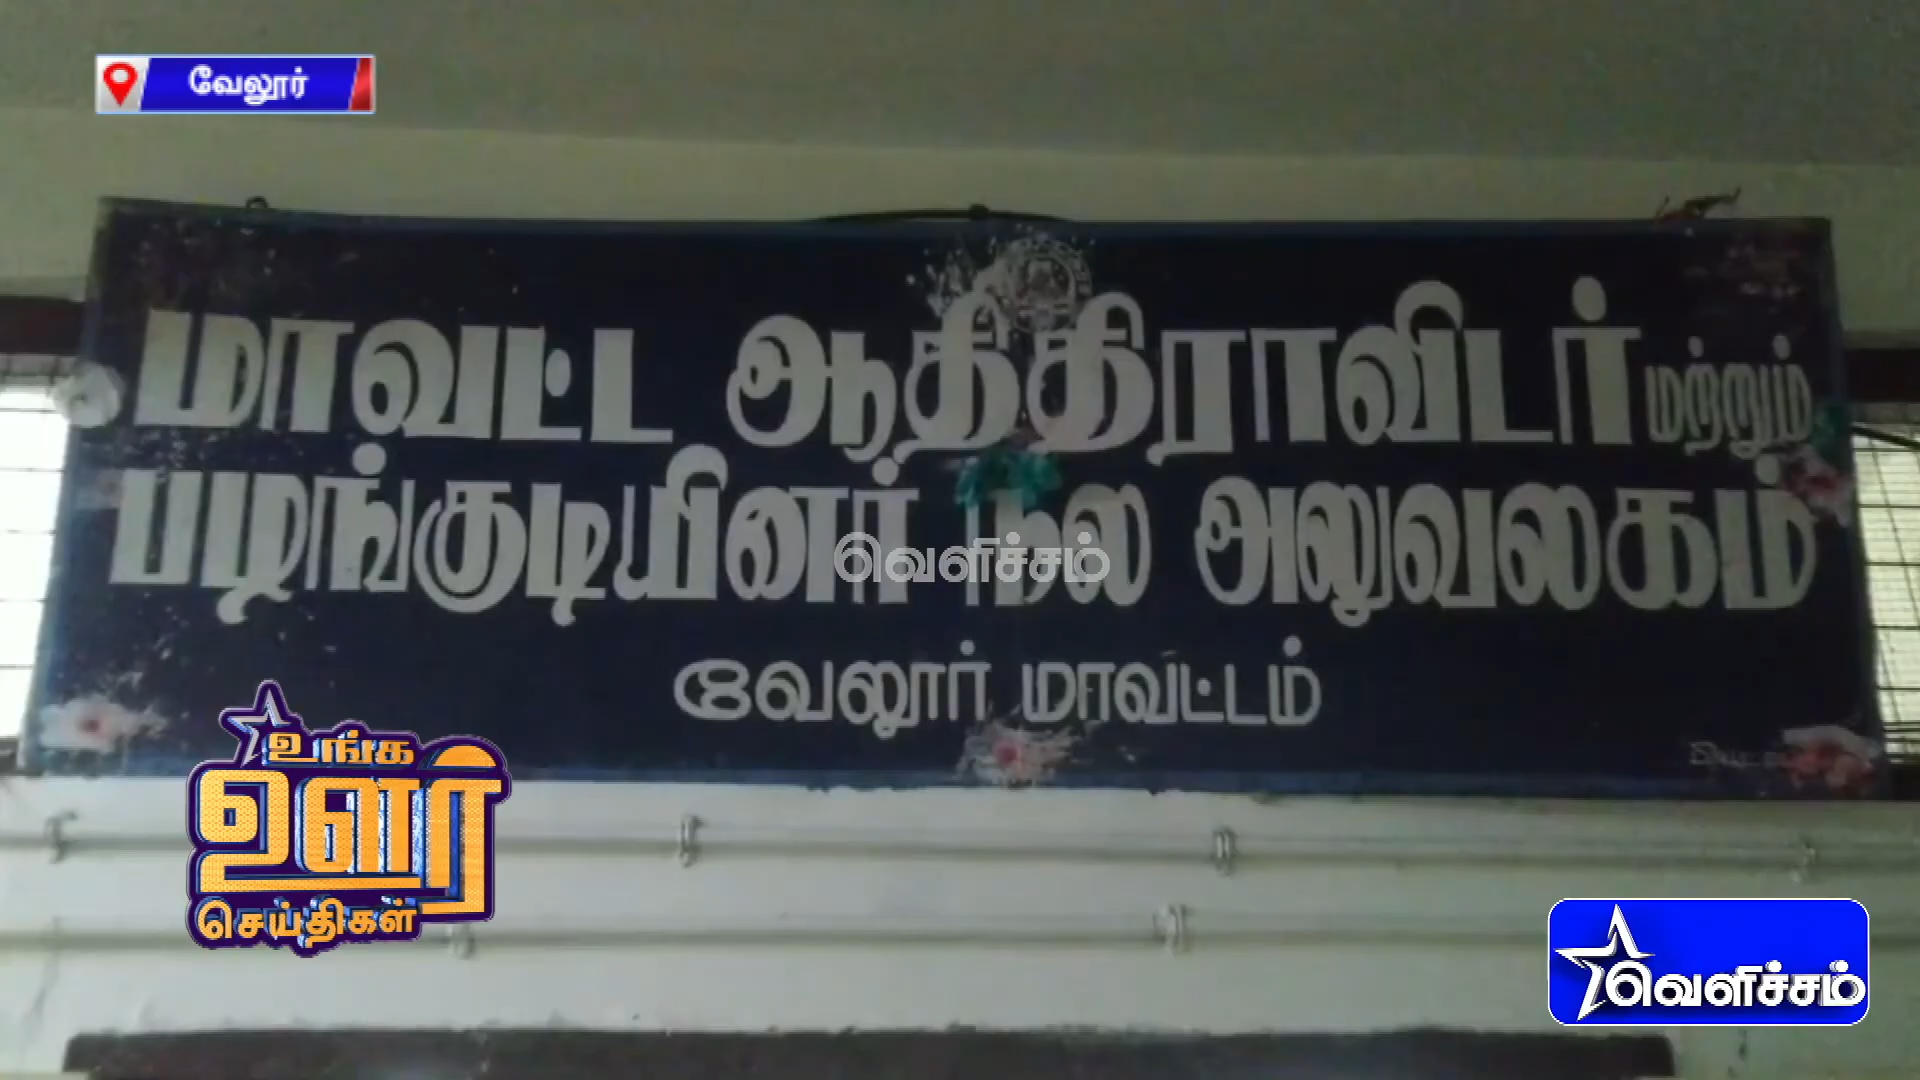 வேலூர்
மாவட்ட ஆதிதிராவிடர் மற்றும்
பழங்குடியினர் நல அலுவலகம்
வெளிச்சம்
வேலூர் மாவட்டம்
உங்க
ஊர்
செய்திகள்
வெளிச்சம்